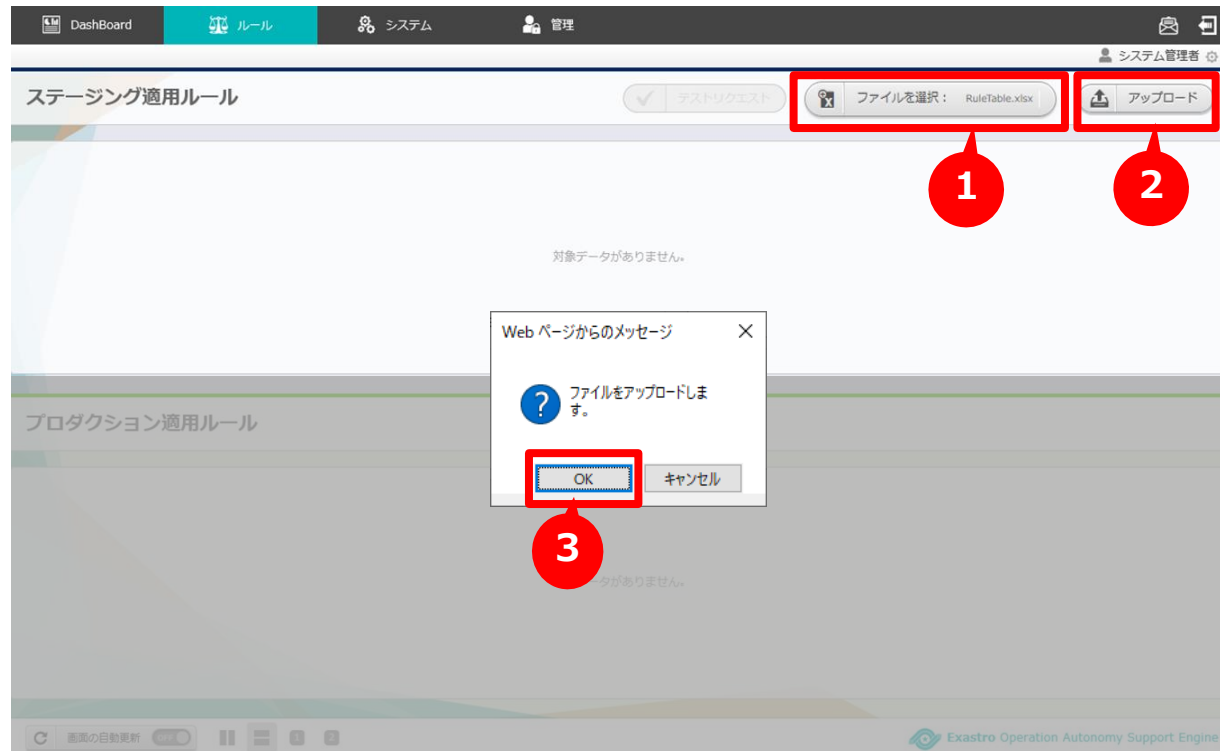 DashBoard ルール システム 管理
システム管理者
ステージング適用ルール テストリクエスト ファイルを選択： RuleTable.xlsx アップロード
1 2
対象データがありません。
Web ページからのメッセージ
ファイルをアップロードしま
す。
プロダクション適用ルール
OK キャンセル
3
データがありません。
画面の自動更新 OFF 1 2 Exastro Operation Autonomy Support Engine